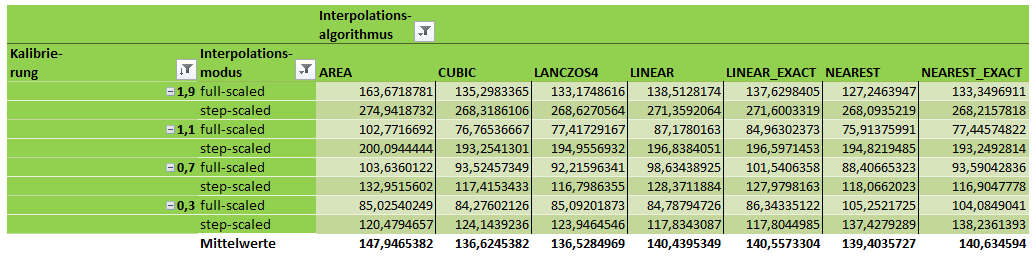 Interpolations-
algorithmus
Kalibrie-
rung
Interpolations-
modus
AREA CUBIC LANCZOS4 LINEAR LINEAR_EXACT NEAREST NEAREST_EXACT
1,9 full-scaled 163,6718781 135,2983365 133,1748616 138,5128174 137,6298405 127,2463947 133,3496911
step-scaled 274,9418732 268,3186106 268,6270564 271,3592064 271,6003319 268,0935219 268,2157818
1,1 full-scaled 102,7716692 76,76536667 77,41729167 87,1780163 84,96302373 75,91375991 77,44574822
step-scaled 200,0944444 193,2541301 194,9556932 196,8384051 196,5971453 194,8219485 193,2492814
0,7 full-scaled 103,6360122 93,52457349 92,21596341 98,63438925 101,5406358 88,40665323 93,59042836
step-scaled 132,9515602 117,4153433 116,7986355 128,3711884 127,9798163 118,0662023 116,9047778
0,3 full-scaled 85,02540249 84,27602126 85,09201873 84,78794726 86,34335122 105,2521725 104,0849041
step-scaled 120,4794657 124,1439236 123,9464546 117,8343087 117,8044985 137,4279289 138,2361393
Mittelwerte 147,9465382 136,6245382 136,5284969 140,4395349 140,5573304 139,4035727 140,634594